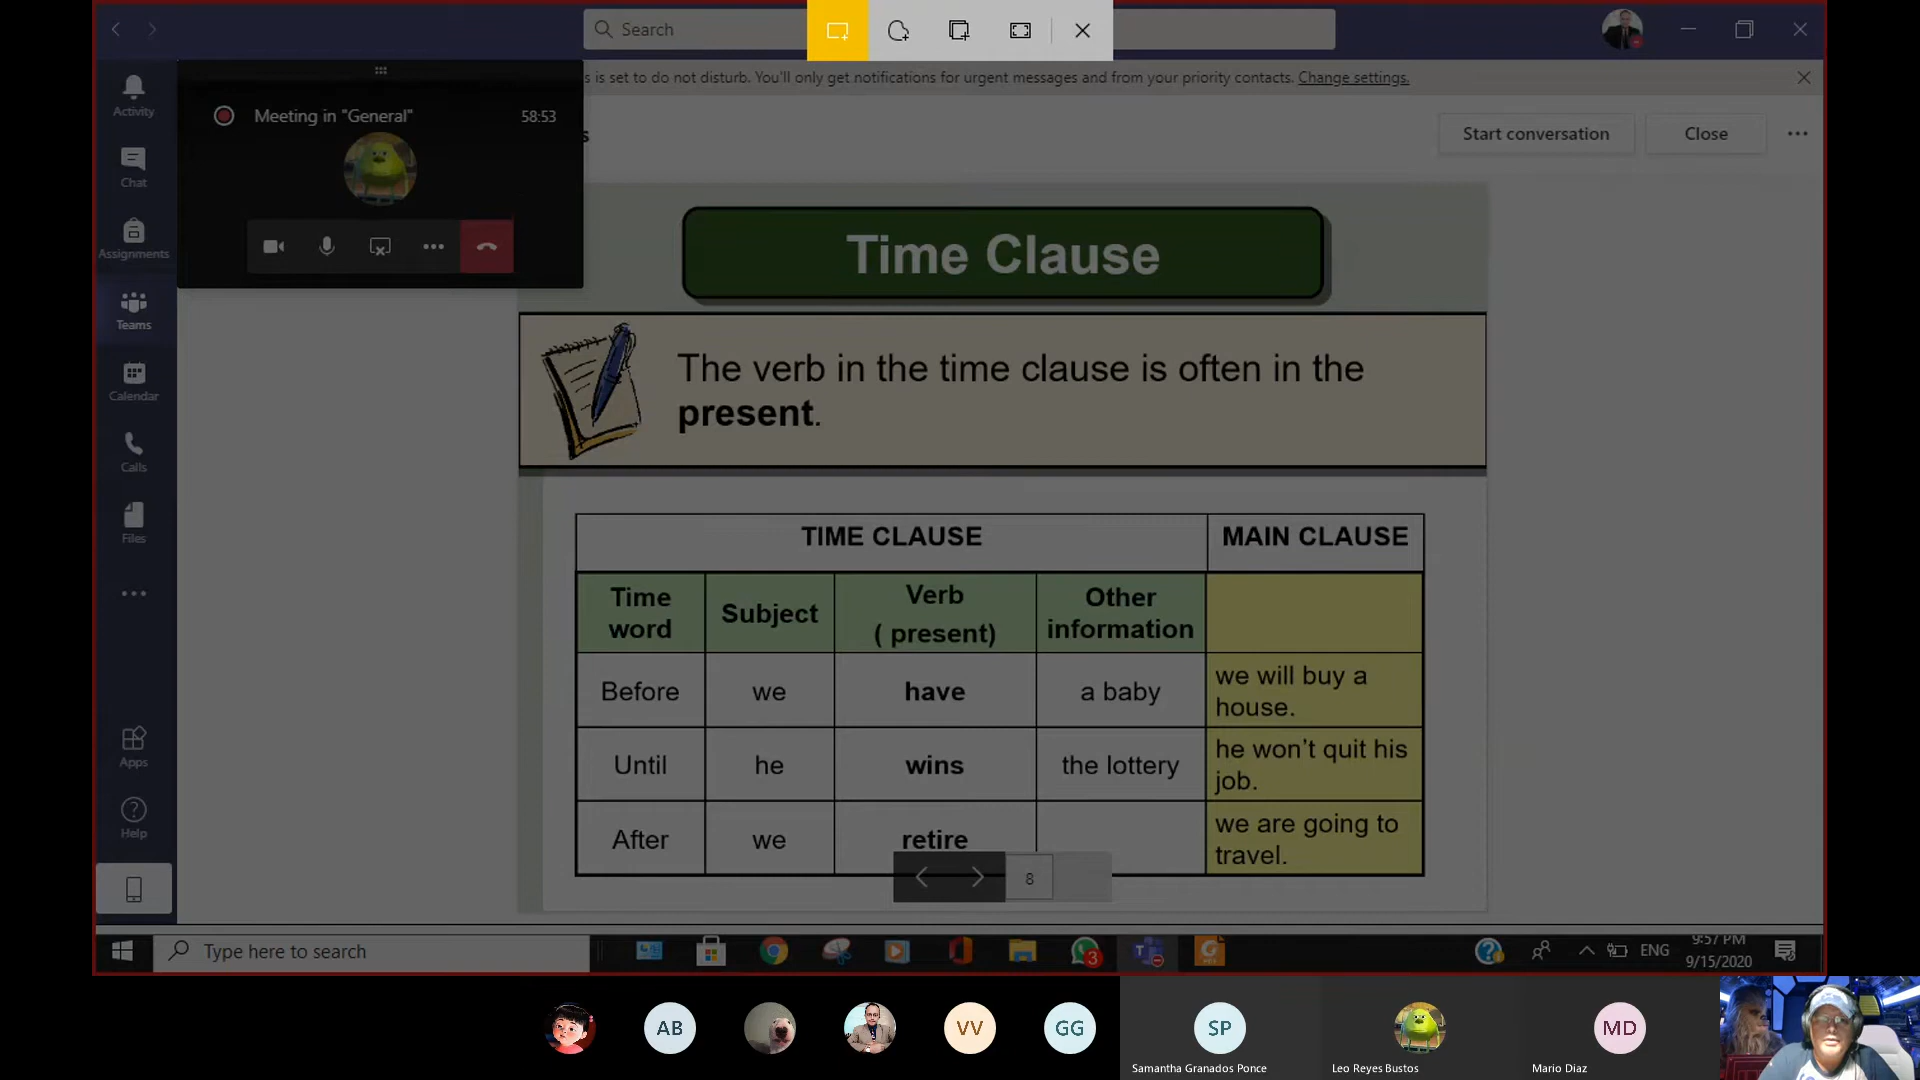 Search
s is set to do not disturb. You'll only get notifications for urgent messages and from your priority contacts. Change settings.
Activity
Meeting in "General"
58:53
s
Start conversation
Close
Chat
Assignments
Teams
Calendar
Calls
Files
Apps
Help
Time Clause
The verb in the time clause is often in the
present.
TIME CLAUSE
MAIN CLAUSE
Time word
Subject
Verb ( present)
Other information
Before
we
have
a baby
we will buy a house.
Until
he
wins
the lottery
he won't quit his job.
After
we
retire
we are going to travel.
8
Type here to search
3
ENG
9:57 PM
9/15/2020
AB
VV
GG
SP
MD
Samantha Granados Ponce
Leo Reyes Bustos
Mario Diaz